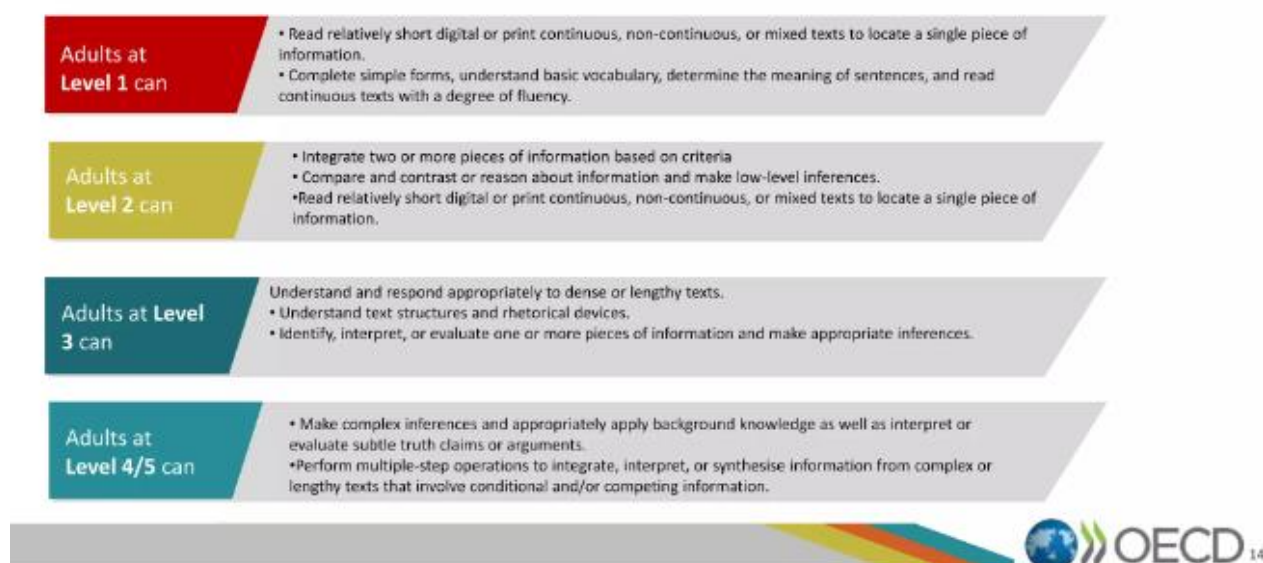 Adults at
Level 1 can
• Read relatively short digital or print continuous, non-continuous, or mixed texts to locate a single piece of
information.
• Complete simple forms, understand basic vocabulary, determine the meaning of sentences, and read
continuous texts with a degree of fluency.
Adults at
Level 2 can
• Integrate two or more pieces of information based on criteria
• Compare and contrast or reason about information and make low-level inferences.
•Read relatively short digital or print continuous, non-continuous, or mixed texts to locate a single piece of
information.
Adults at Level
3 can
Understand and respond appropriately to dense or lengthy texts.
• Understand text structures and rhetorical devices.
• Identify, interpret, or evaluate one or more pieces of information and make appropriate inferences.
Adults at
Level 4/5 can
• Make complex inferences and appropriately apply background knowledge as well as interpret or
evaluate subtle truth claims or arguments.
•Perform multiple-step operations to integrate, interpret, or synthesise information from complex or
lengthy texts that involve conditional and/or competing information.
OECD
14